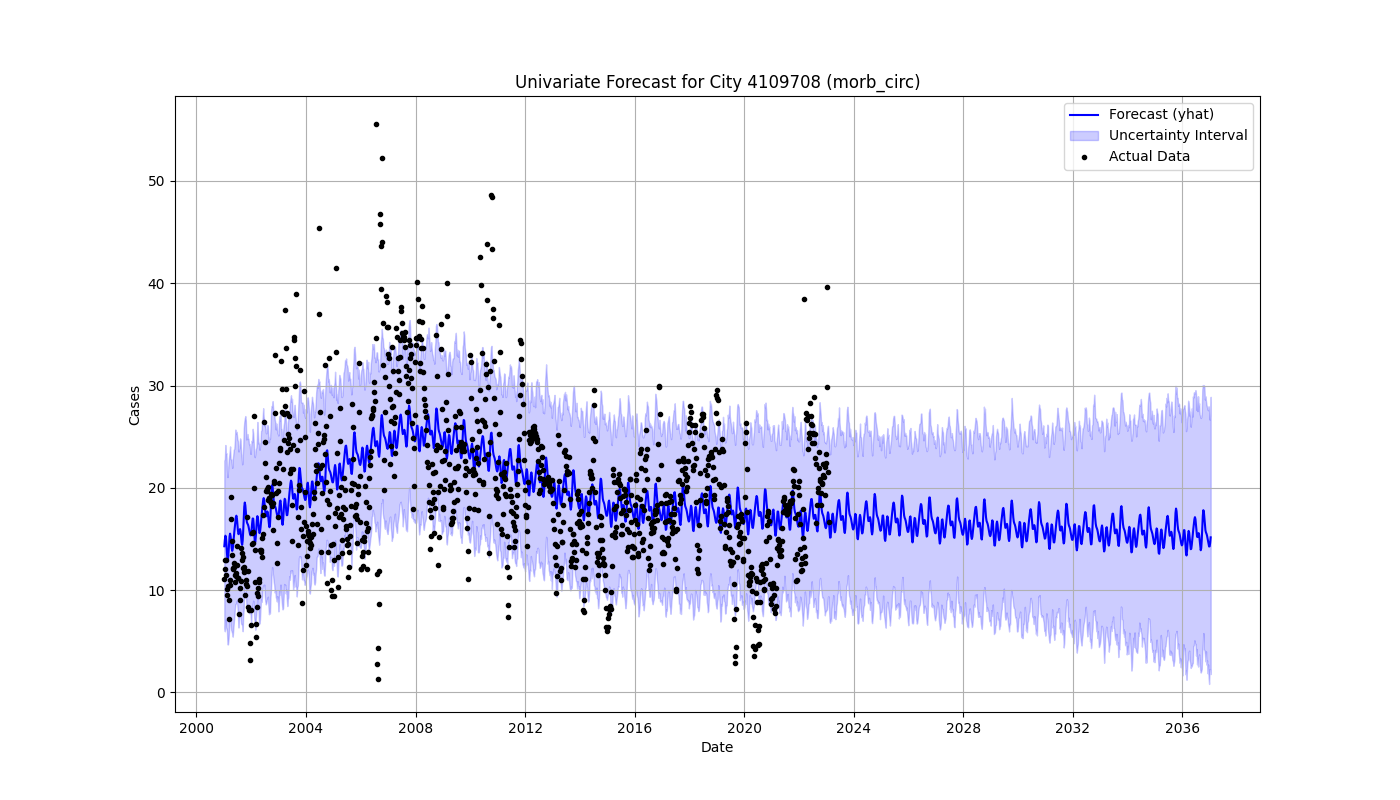 Univariate Forecast for City 4109708 (morb_circ)
Forecast (yhat)
Uncertainty Interval
Actual Data
Cases
50
40
30
20
10
0
2000 2004 2008 2012 2016 2020 2024 2028 2032 2036
Date